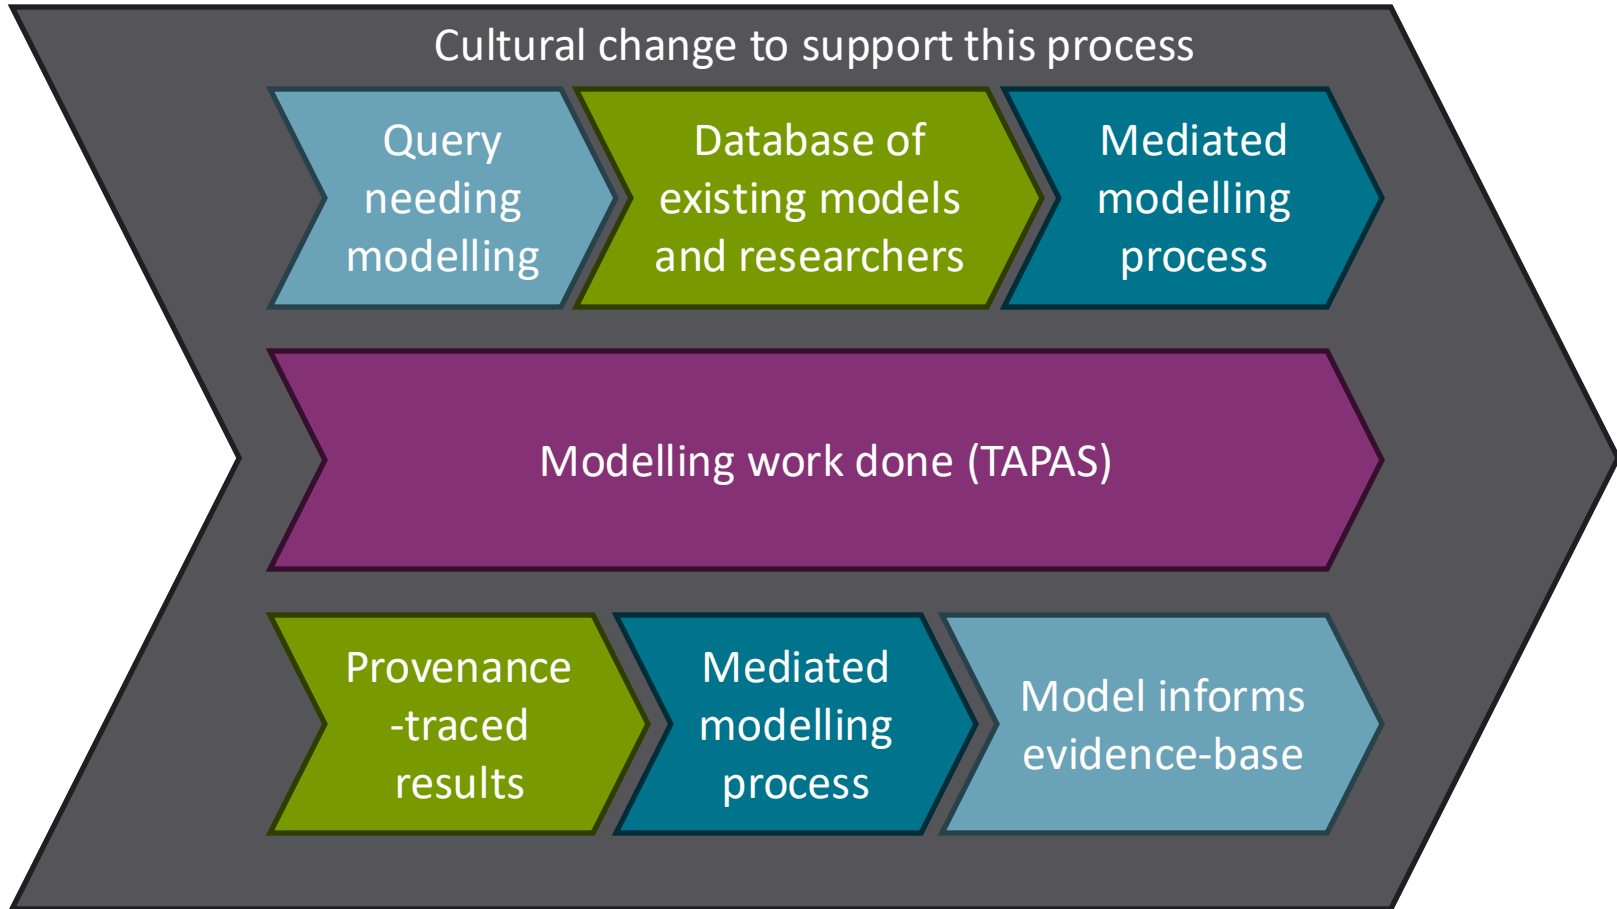 Cultural change to support this process
Query
needing
modelling
Database of
existing models
and researchers
Mediated
modelling
process
Modelling work done (TAPAS)
Provenance
-traced
results
Mediated
modelling
process
Model informs
evidence-base